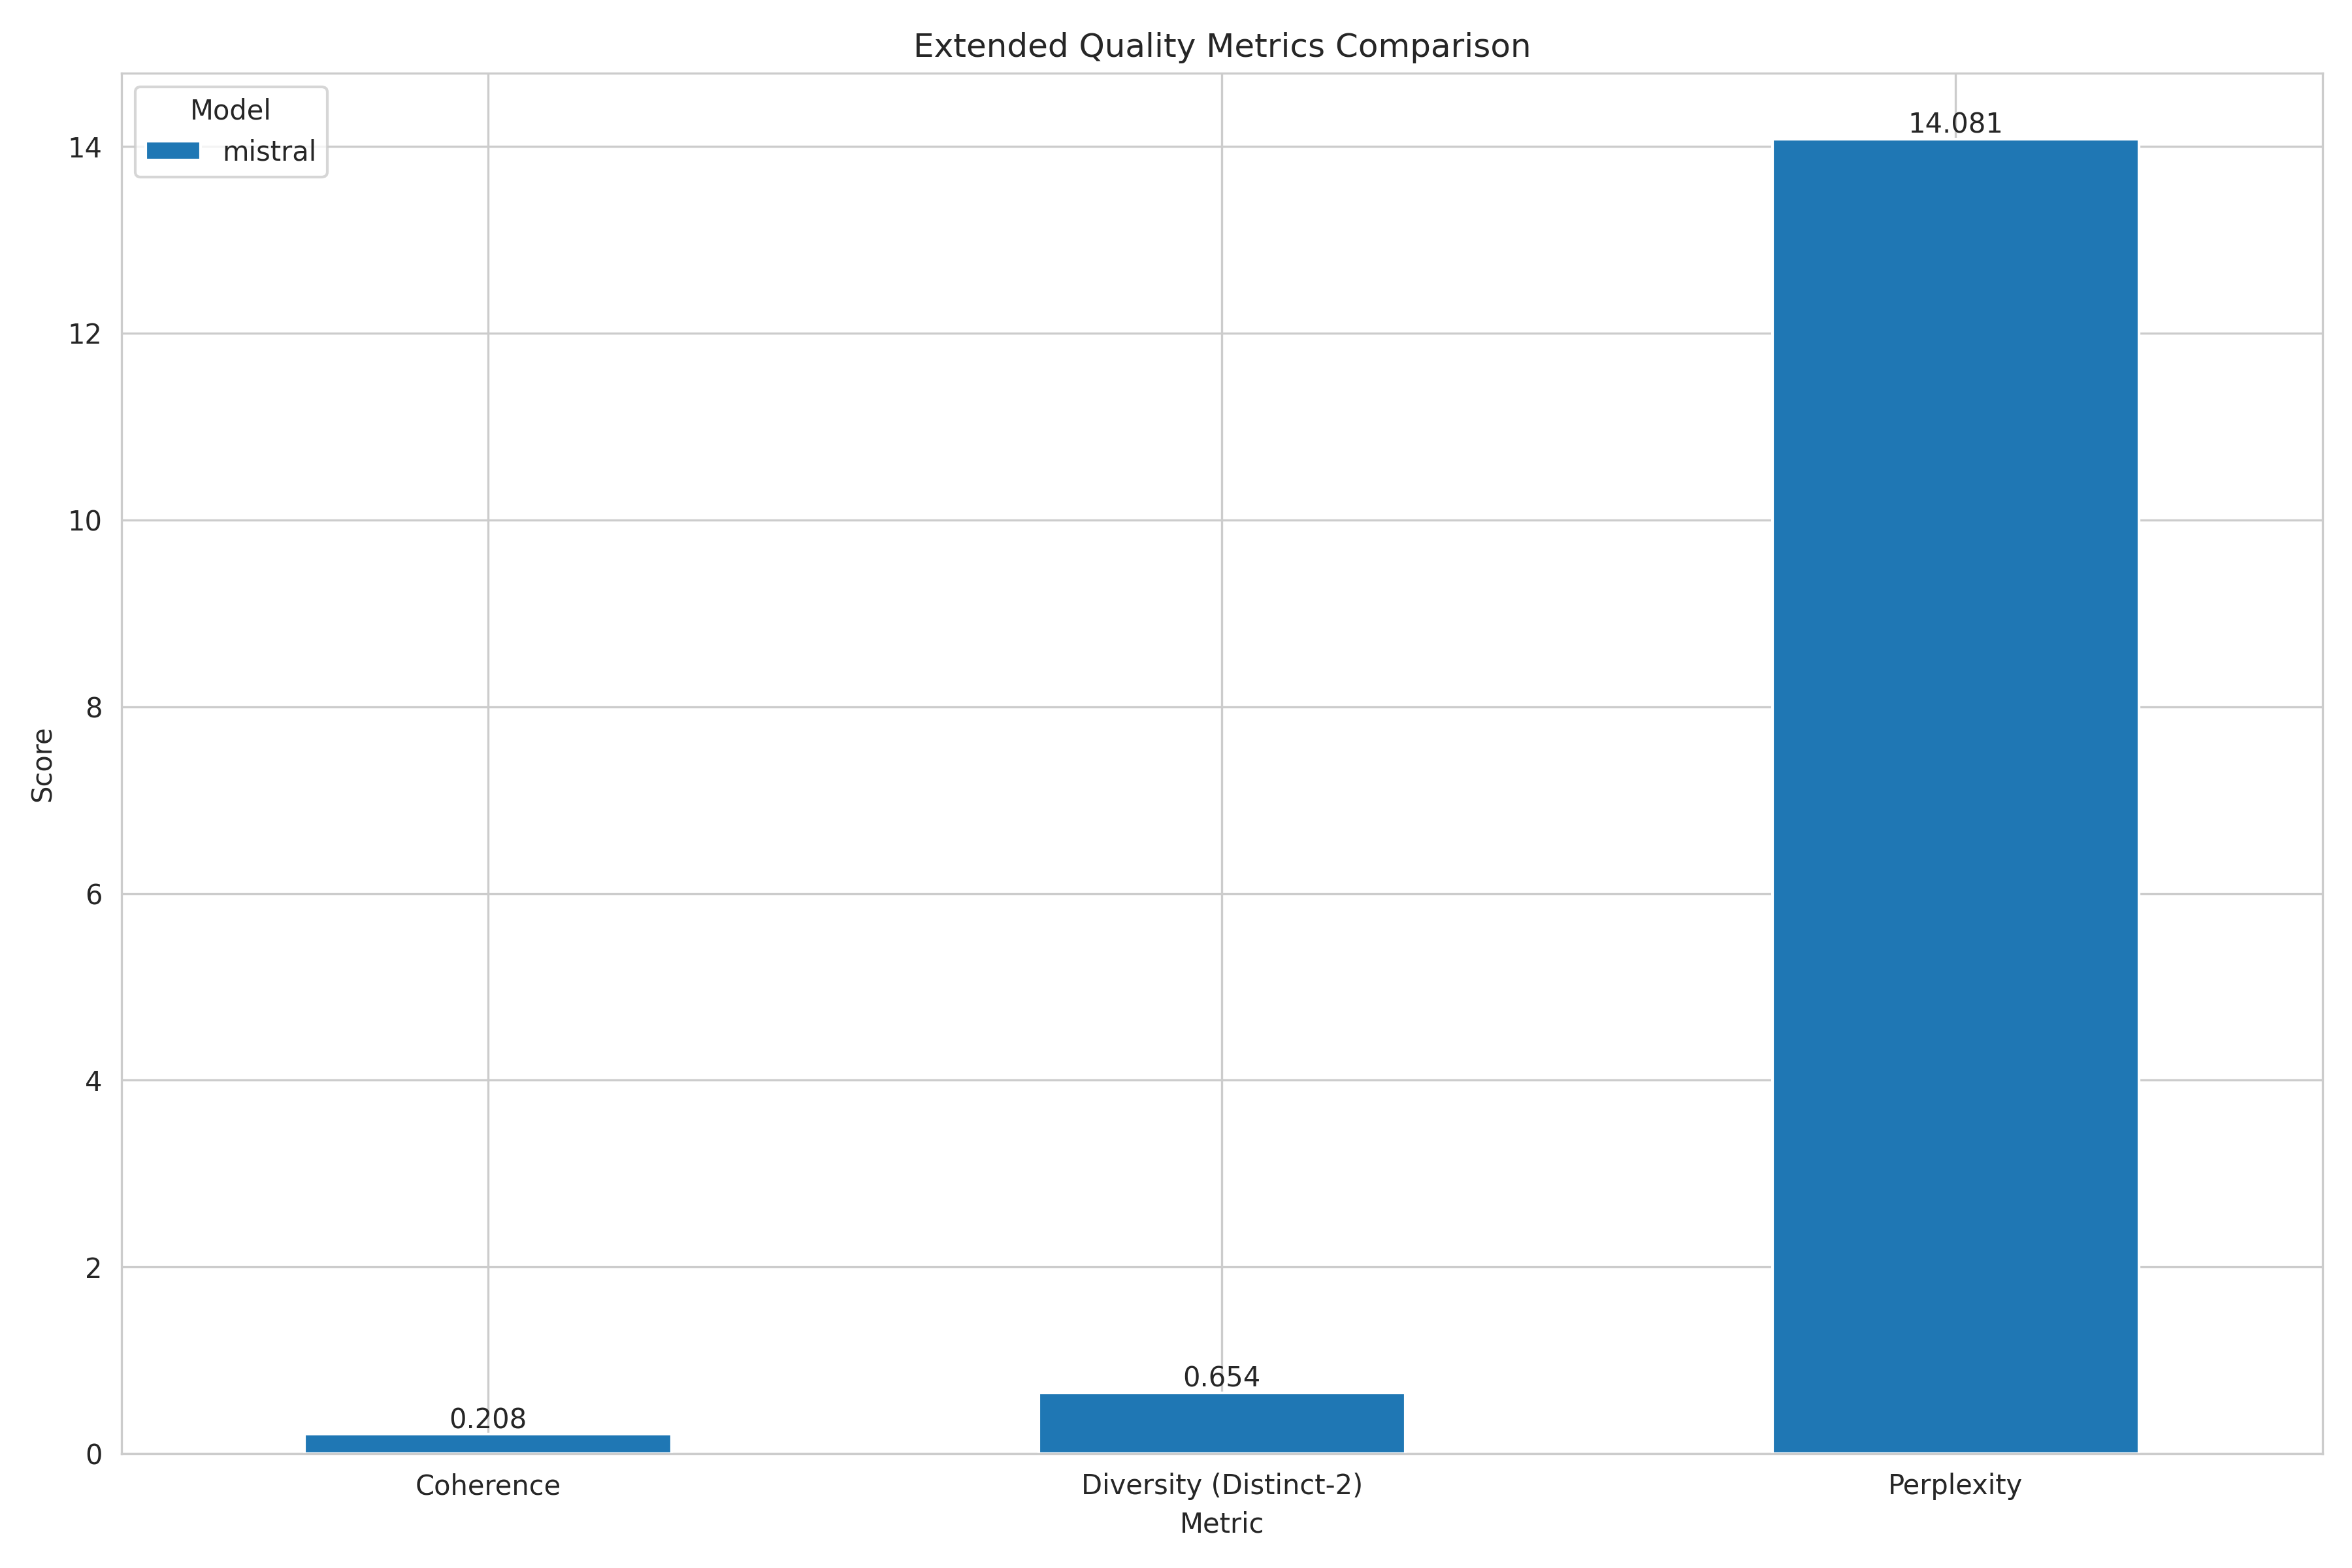 Extended Quality Metrics Comparison
Model
mistral
14
12
10
8
6
4
2
0
Score
0.208
0.654
14.081
Coherence
Diversity (Distinct-2)
Perplexity
Metric